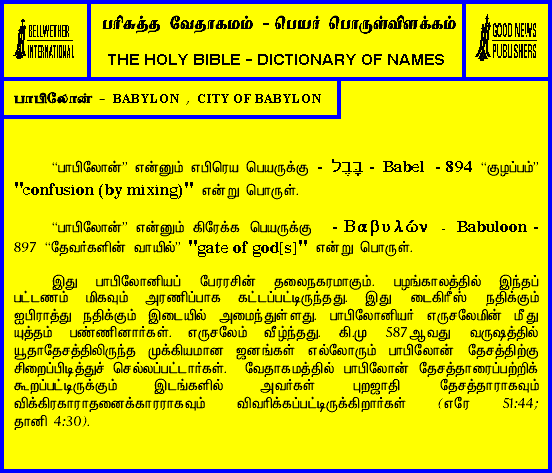 BELLWETHER
INTERNATIONAL
பரிசுத்த வேதாகமம் - பெயர் பொருள்விளக்கம்
THE HOLY BIBLE - DICTIONARY OF NAMES
GOOD NEWS
PUBLISHERS
பாபிலோன் - BABYLON , CITY OF BABYLON
“பாபிலோன்” என்னும் எபிரெய பெயருக்கு - בָּבֶל - Babel - 894 “குழப்பம்”
"confusion (by mixing)" என்று பொருள்.
“பாபிலோன்” என்னும் கிரேக்க பெயருக்கு - Βαβυλών - Babuloon -
897 “தேவர்களின் வாயில்” "gate of god[s]" என்று பொருள்.
இது பாபிலோனியப் பேரரசின் தலைநகரமாகும். பழங்காலத்தில் இந்தப்
பட்டணம் மிகவும் அரணிப்பாக கட்டப்பட்டிருந்தது. இது டைகிரீஸ் நதிக்கும்
ஐபிராத்து நதிக்கும் இடையில் அமைந்துள்ளது. பாபிலோனியர் எருசலேமின் மீது
யுத்தம் பண்ணினார்கள். எருசலேம் வீழ்ந்தது. கி.மு 587ஆவது வருஷத்தில்
யூதாதேசத்திலிருந்த முக்கியமான ஜனங்கள் எல்லோரும் பாபிலோன் தேசத்திற்கு
சிறைப்பிடித்துச் செல்லப்பட்டார்கள். வேதாகமத்தில் பாபிலோன் தேசத்தாரைப்பற்றிக்
கூறப்பட்டிருக்கும் இடங்களில் அவர்கள் புறஜாதி தேசத்தாராகவும்
விக்கிரகாராதனைக்காரராகவும் விவரிக்கப்பட்டிருக்கிறார்கள் (எரே 51:44;
தானி 4:30).